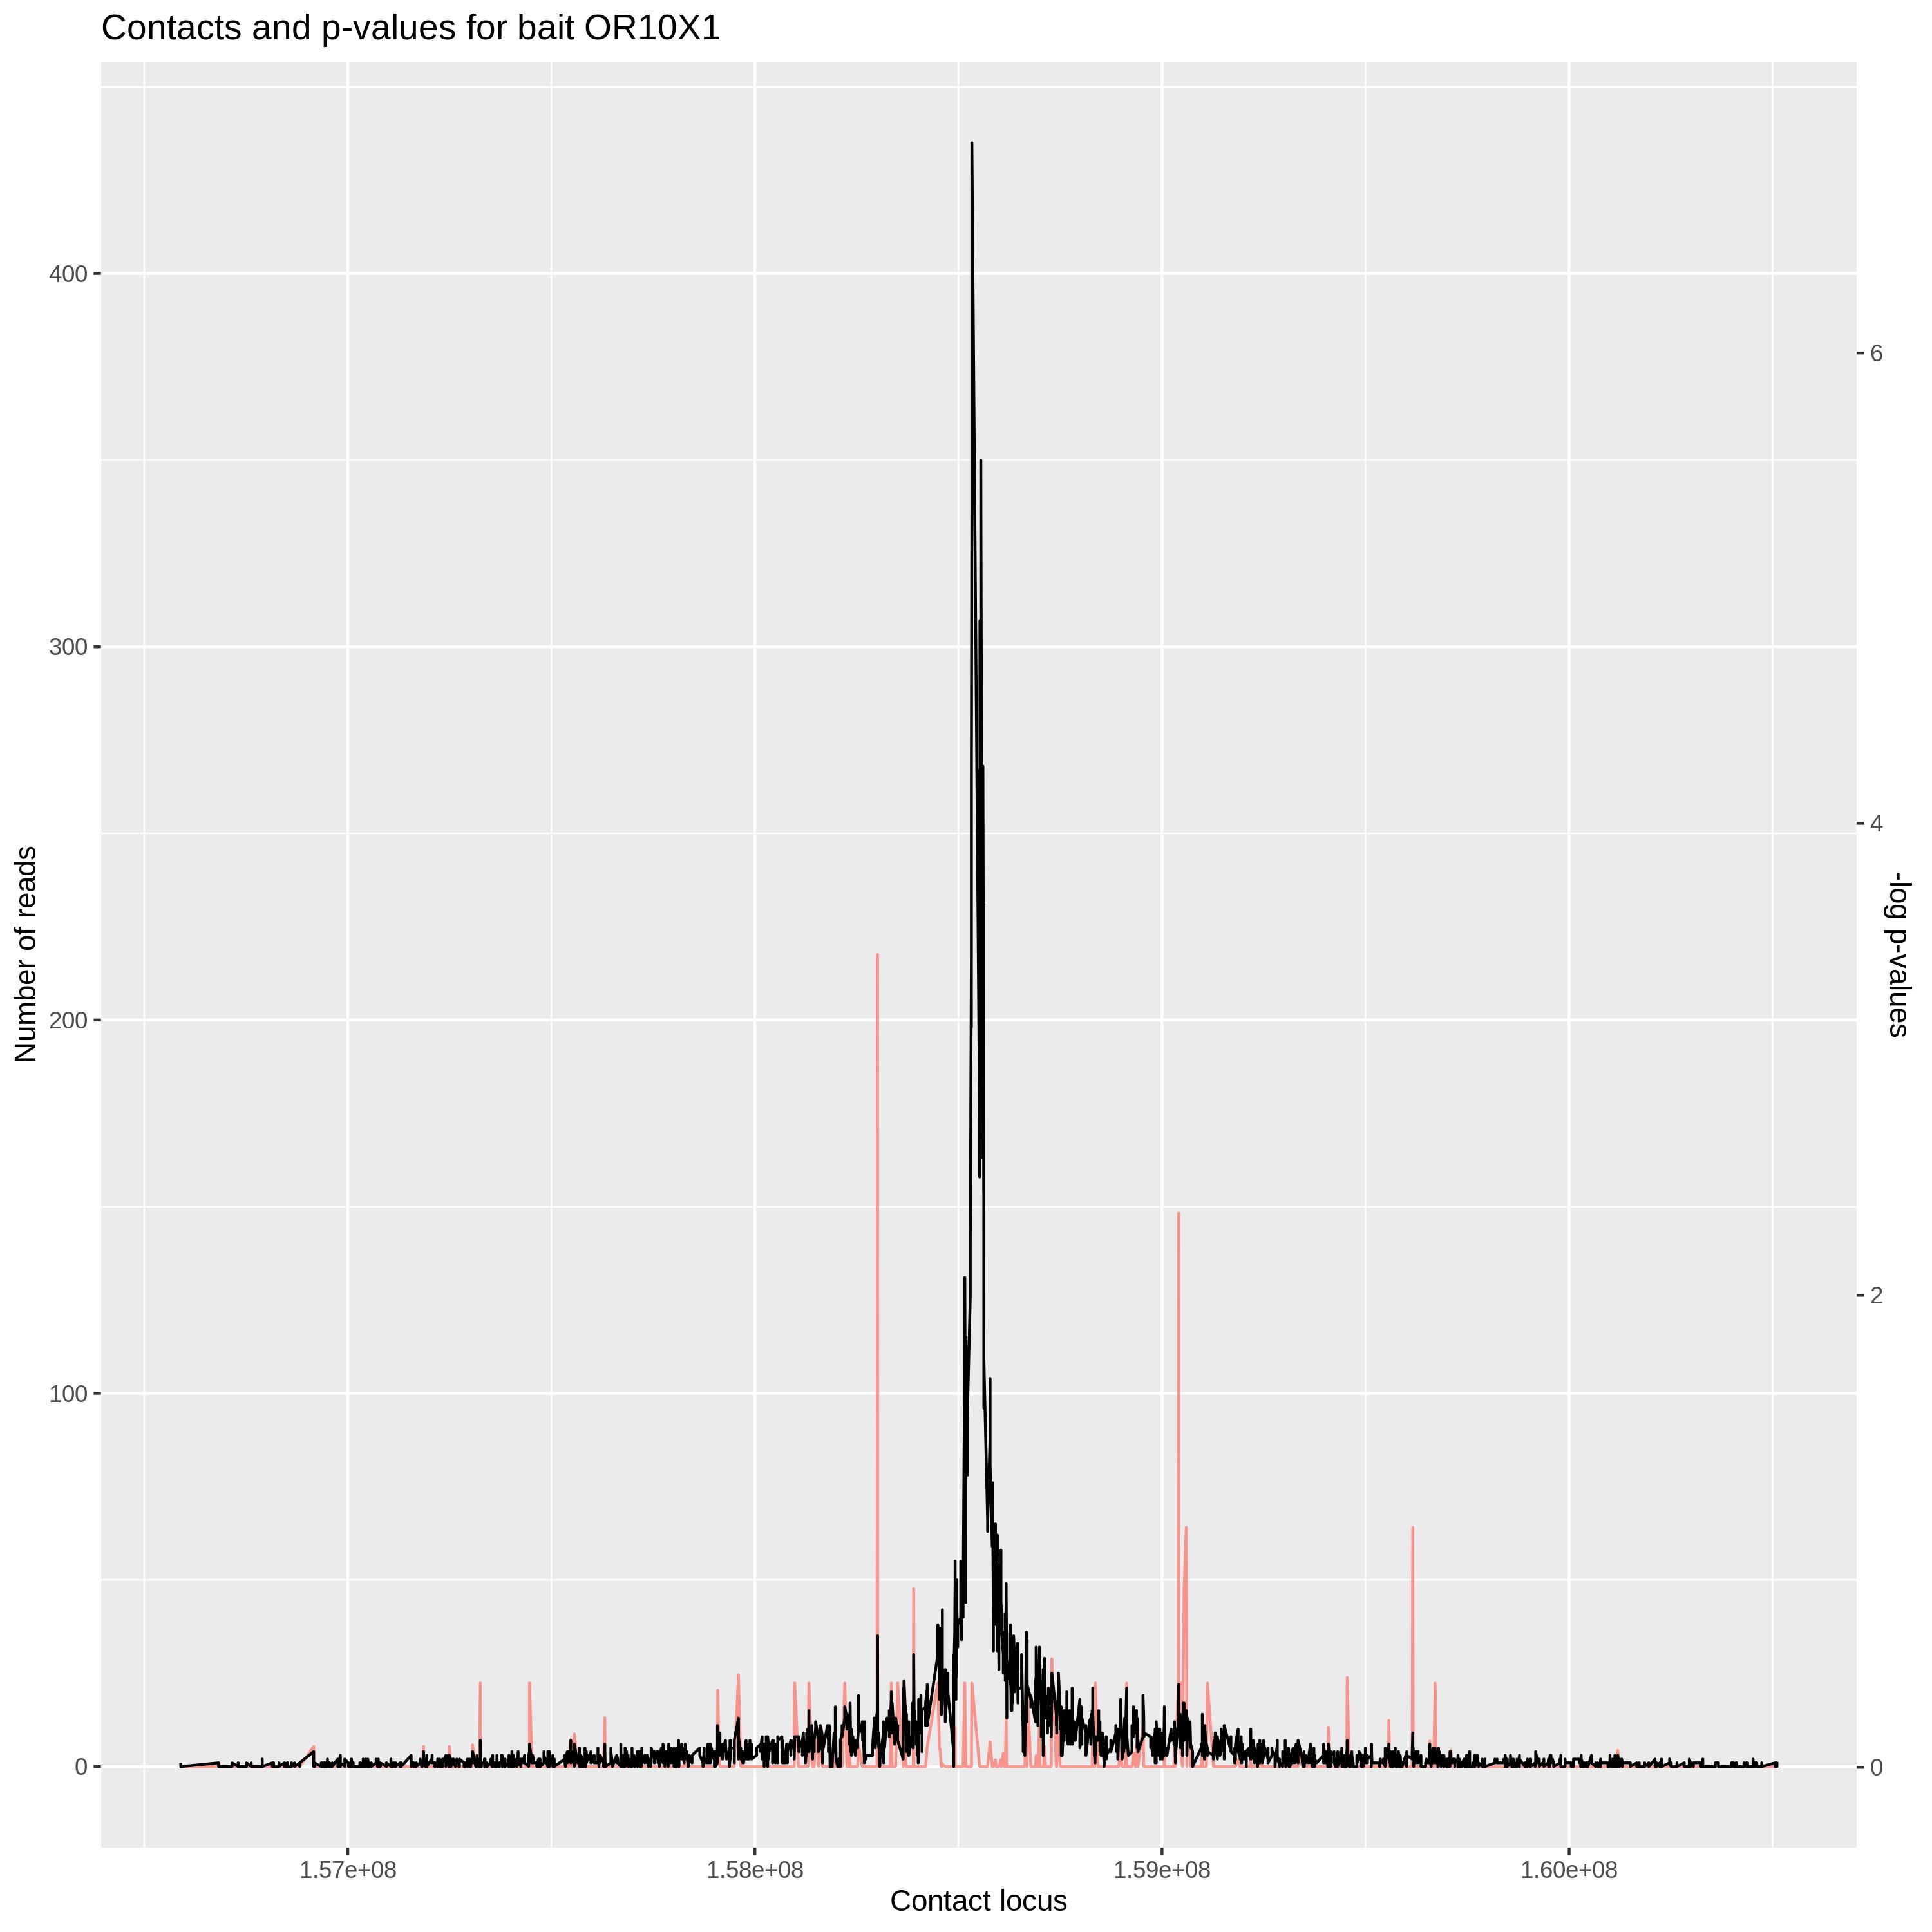 Contacts and p-values for bait OR10X1
400
300
200
100
0
6
4
2
0
Number of reads
-log p-values
1.57e+08 1.58e+08 1.59e+08 1.60e+08
Contact locus